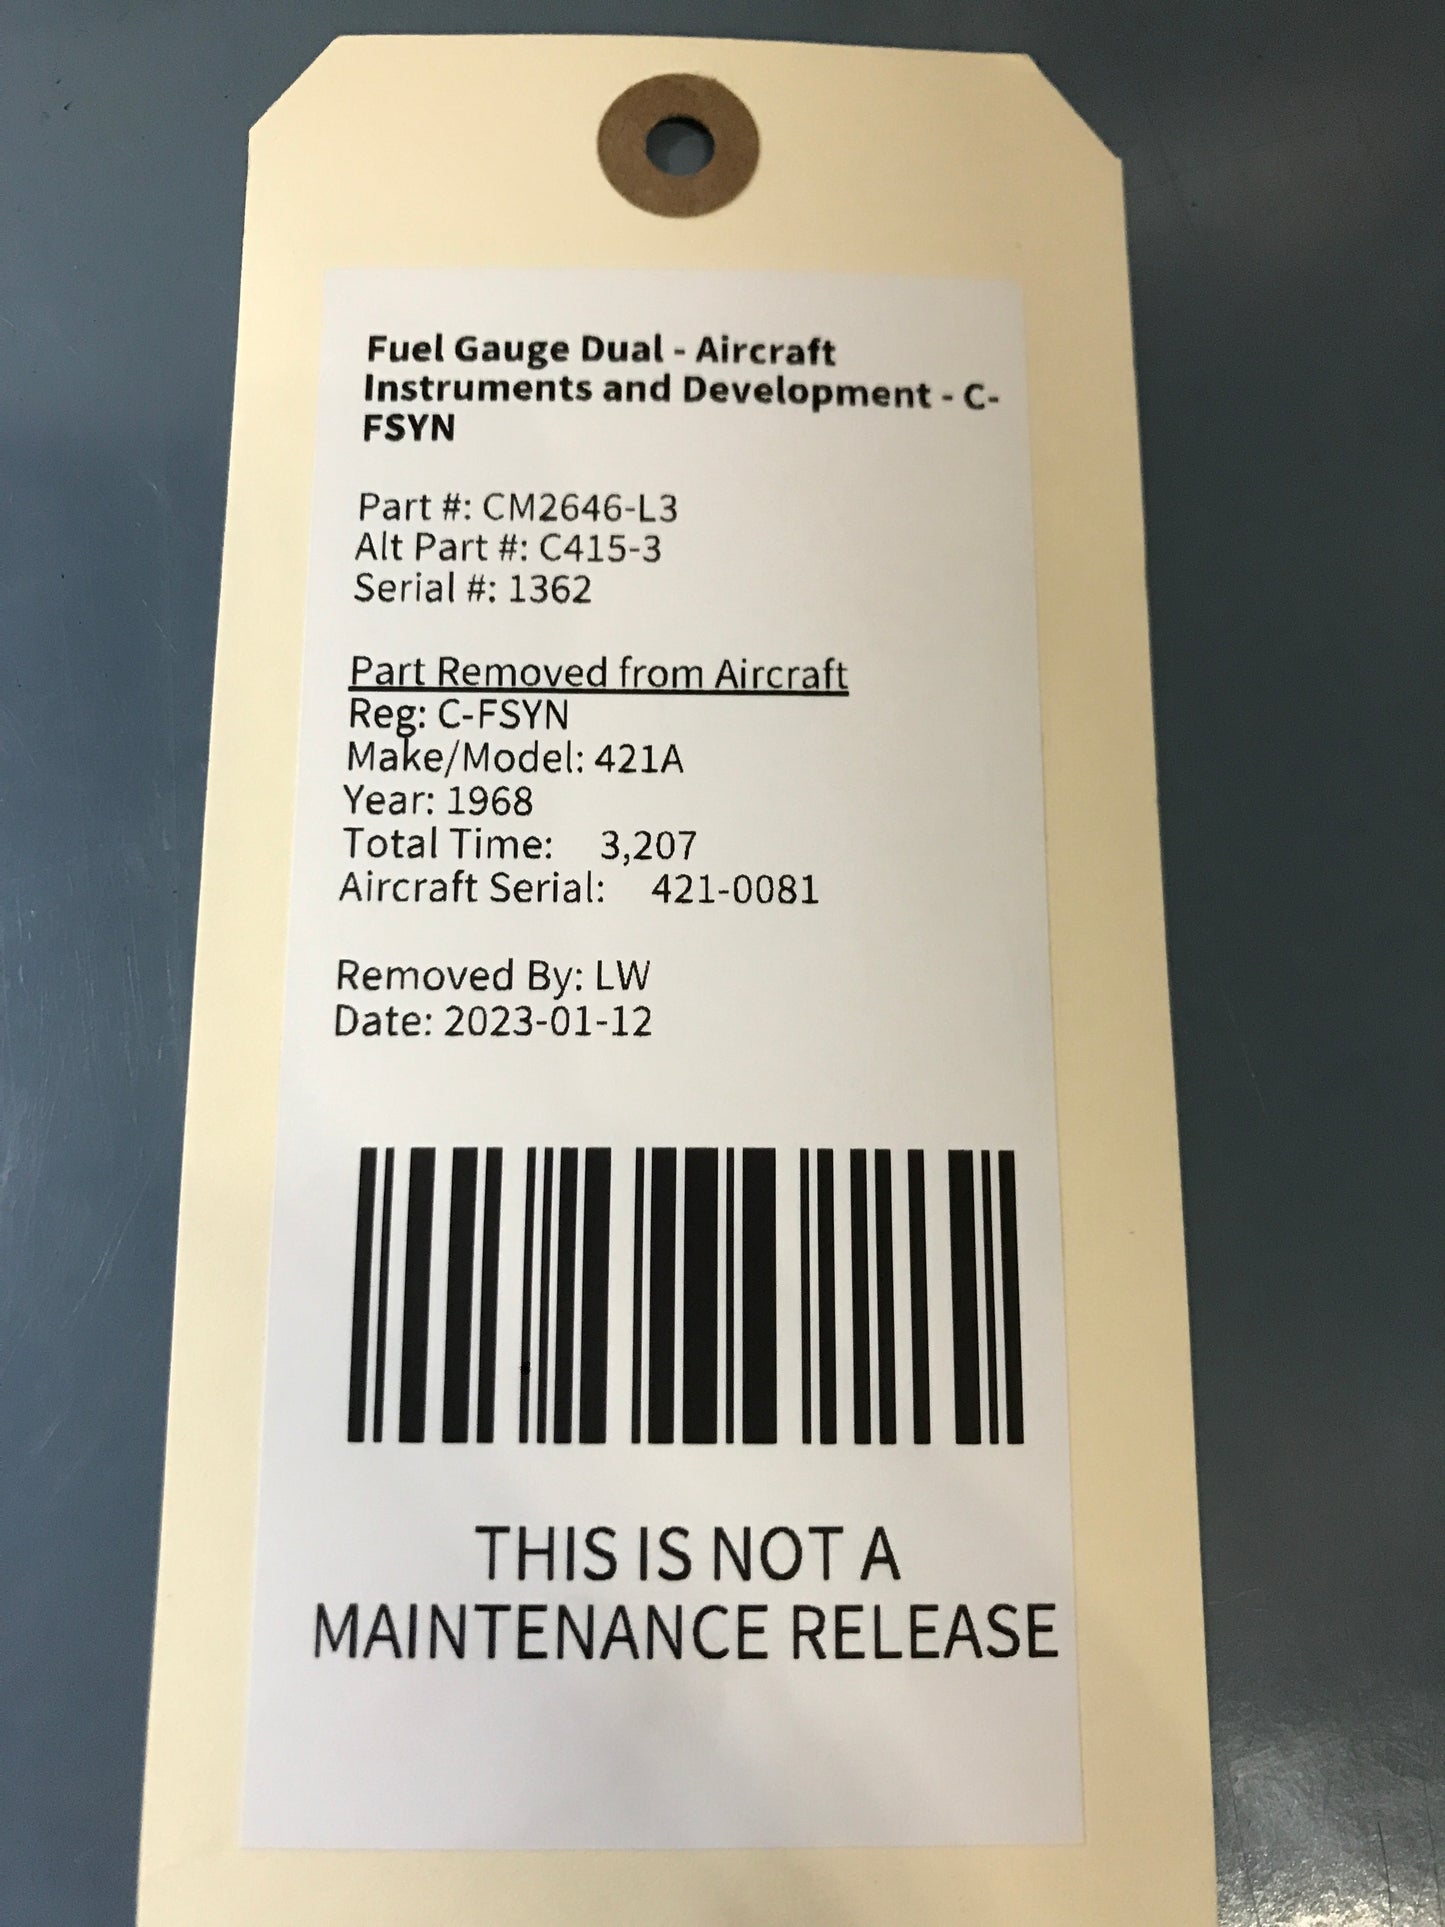 Fuel Gauge Dual - Aircraft
Instruments and Development - C-
FSYN
Part #: CM2646-L3
Alt Part #: C415-3
Serial #: 1362
Part Removed from Aircraft
Reg: C-FSYN
Make/Model: 421A
Year: 1968
Total Time: 3,207
Aircraft Serial: 421-0081
Removed By: LW
Date: 2023-01-12
THIS IS NOT A
MAINTENANCE RELEASE